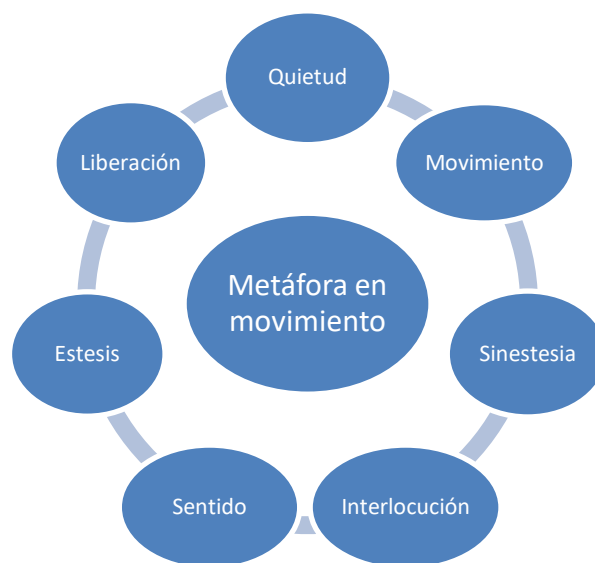 Quietud
Movimiento
Sinestesia
Interlocución
Sentido
Estesis
Liberación
Metáfora en
movimiento